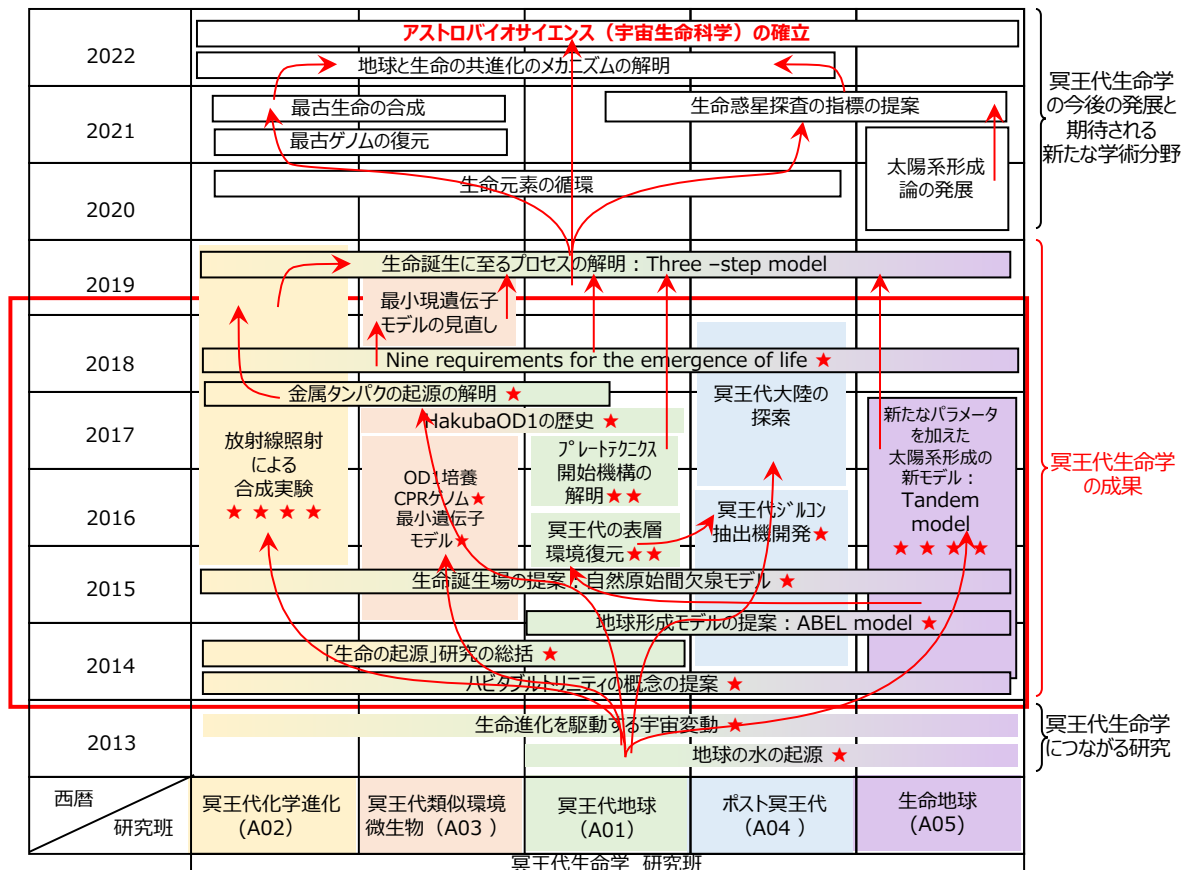 アストロバイオサイエンス（宇宙生命科学）の確立
2022
地球と生命の共進化のメカニズムの解明
冥王代生命学
の今後の発展と
期待される
新たな学術分野
最古生命の合成
生命惑星探査の指標の提案
2021
最古ゲノムの復元
太陽系形成
論の発展
生命元素の循環
2020
生命誕生に至るプロセスの解明：Three –step model
2019
最小現遺伝子
モデルの見直し
2018
Nine requirements for the emergence of life ★
金属タンパクの起源の解明 ★
冥王代大陸の
探索
HakubaOD1の歴史 ★
2017
放射線照射
による
合成実験
★ ★ ★ ★
OD1培養
CPRゲノム★
最小遺伝子
モデル★
プレートテクニクス
開始機構の
解明★★
新たなパラメータ
を加えた
太陽系形成の
新モデル：
Tandem
model
★ ★ ★ ★
冥王代生命学
の成果
2016
冥王代の表層
環境復元★★
冥王代ジルコン
抽出機開発★
2015
生命誕生場の提案：自然原始間欠泉モデル ★
地球形成モデルの提案：ABEL model ★
2014
「生命の起源」研究の総括 ★
ハビタブルトリニティの概念の提案 ★
2013
生命進化を駆動する宇宙変動 ★
地球の水の起源 ★
冥王代生命学
につながる研究
西暦
研究班
冥王代化学進化
(A02）
冥王代類似環境
微生物（A03 ）
冥王代地球
(A01）
ポスト冥王代
（A04 ）
生命地球
(A05）
冥王代生命学 研究班